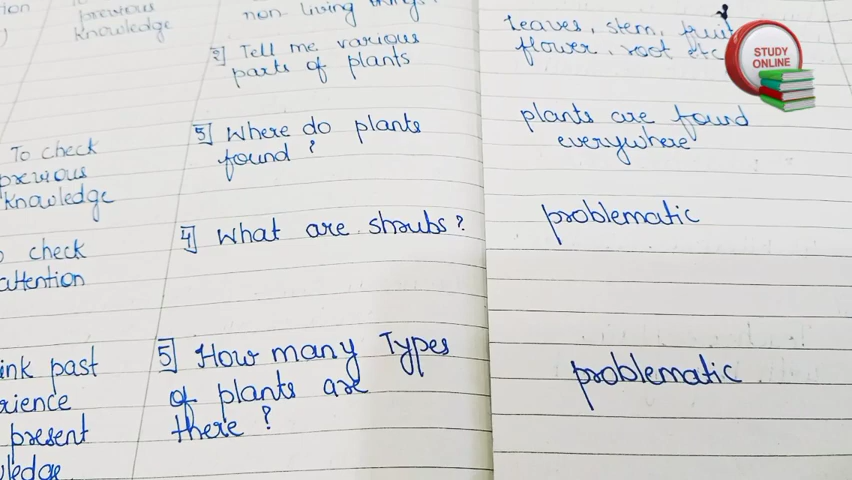 previous
knowledge
non-living
2] Tell me various
parts of plants
leaves, stem, fruit
flower, root etc
STUDY
ONLINE
To check
previous
knowledge
5] Where do plants
found ?
plants are found
everywhere
check
attention
4] What are shrubs ?
problematic
past
present
5] How many Types
of plants are
there ?
problematic